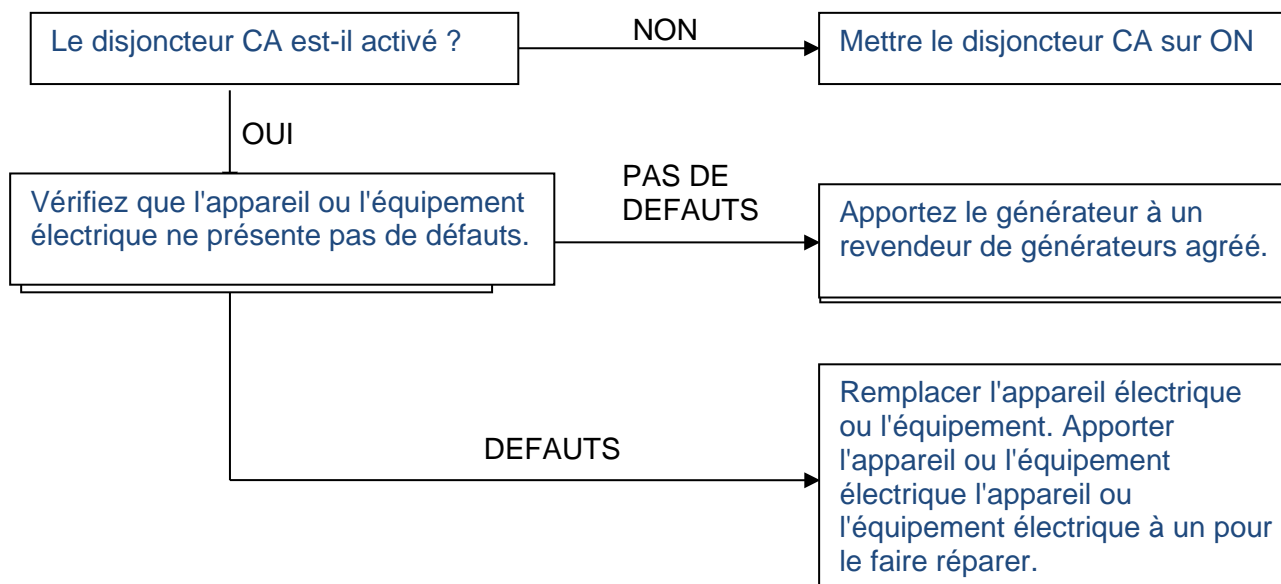 Le disjoncteur CA est-il activé ?
NON
Mettre le disjoncteur CA sur ON
OUI
Vérifiez que l'appareil ou l'équipement
électrique ne présente pas de défauts.
PAS DE
DEFAUTS
Apportez le générateur à un
revendeur de générateurs agréé.
DEFAUTS
Remplacer l'appareil électrique
ou l'équipement. Apporter
l'appareil ou l'équipement
électrique l'appareil ou
l'équipement électrique à un pour
le faire réparer.